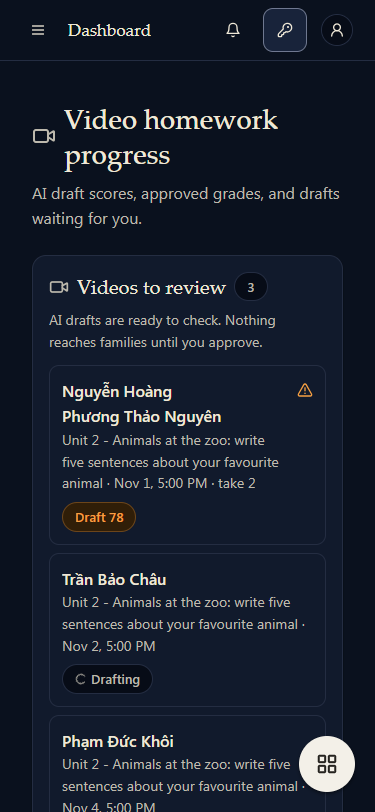 Dashboard
Video homework
progress
AI draft scores, approved grades, and drafts
waiting for you.
Videos to review 3
AI drafts are ready to check. Nothing
reaches families until you approve.
Nguyễn Hoàng
Phương Thảo Nguyên
Unit 2 - Animals at the zoo: write
five sentences about your favourite
animal · Nov 1, 5:00 PM · take 2
Draft 78
Trần Bảo Châu
Unit 2 - Animals at the zoo: write five
sentences about your favourite animal ·
Nov 2, 5:00 PM
Drafting
Phạm Đức Khôi
Unit 2 - Animals at the zoo: write five
sentences about your favourite animal ·
Nov 4, 5:00 PM